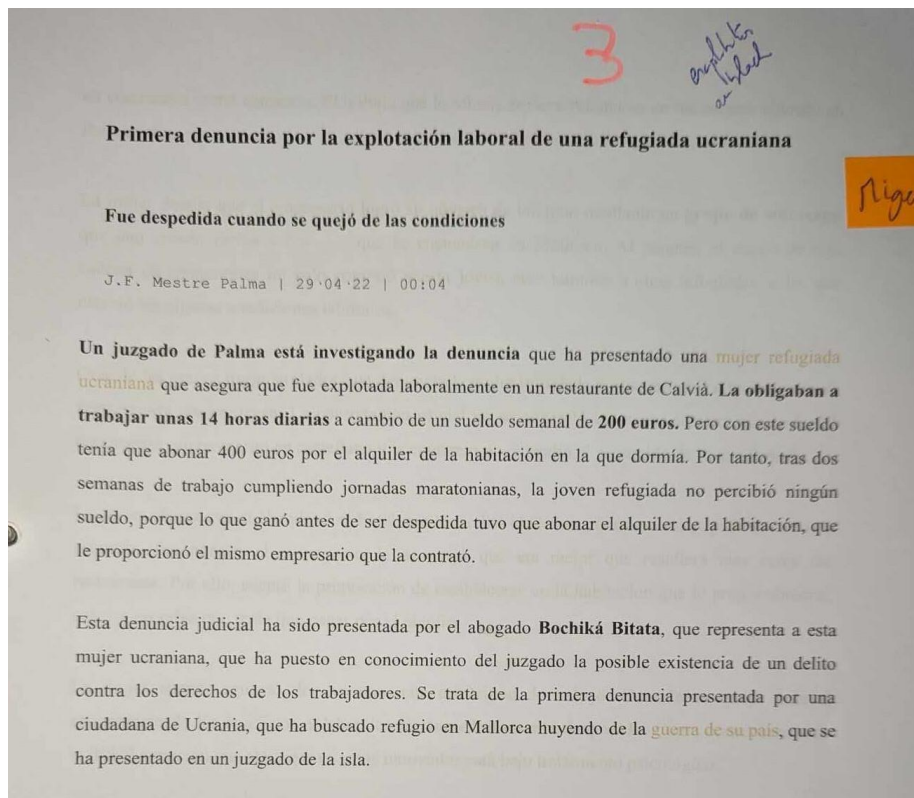 3
Primera denuncia por la explotación laboral de una refugiada ucraniana
Fue despedida cuando se quejó de las condiciones
J.F. Mestre Palma | 29·04·22 | 00:04
Un juzgado de Palma está investigando la denuncia que ha presentado una mujer refugiada
ucraniana que asegura que fue explotada laboralmente en un restaurante de Calvià. La obligaban a
trabajar unas 14 horas diarias a cambio de un sueldo semanal de 200 euros. Pero con este sueldo
tenía que abonar 400 euros por el alquiler de la habitación en la que dormía. Por tanto, tras dos
semanas de trabajo cumpliendo jornadas maratonianas, la joven refugiada no percibió ningún
sueldo, porque lo que ganó antes de ser despedida tuvo que abonar el alquiler de la habitación, que
le proporcionó el mismo empresario que la contrató.
Esta denuncia judicial ha sido presentada por el abogado Bochiká Bitata, que representa a esta
mujer ucraniana, que ha puesto en conocimiento del juzgado la posible existencia de un delito
contra los derechos de los trabajadores. Se trata de la primera denuncia presentada por una
ciudadana de Ucrania, que ha buscado refugio en Mallorca huyendo de la guerra de su país, que se
ha presentado en un juzgado de la isla.